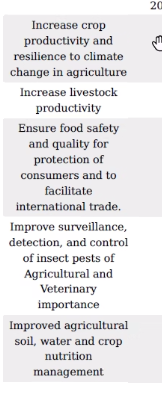 20
Increase crop
productivity and
resilience to climate
change in agriculture
Increase livestock
productivity
Ensure food safety
and quality for
protection of
consumers and to
facilitate
international trade.
Improve surveillance,
detection, and control
of insect pests of
Agricultural and
Veterinary
importance
Improved agricultural
soil, water and crop
nutrition
management